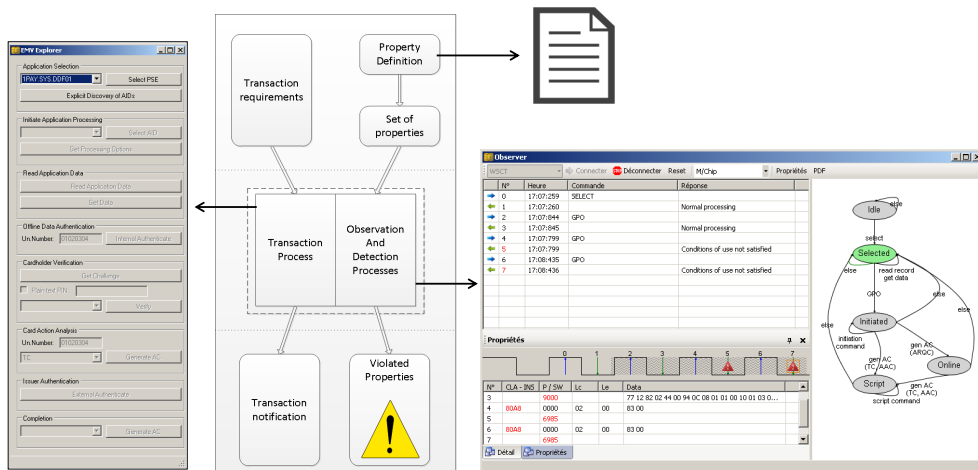 EMV Explorer
Application Selection
1PAY.SYS.DDF01
Select PSE
Explicit Discovery of AIDs
Initiate Application Processing
Select AID
Get Processing Options
Read Application Data
Read Application Data
Get Data
Offline Data Authentication
Un.Number: 01020304 Internal Authenticate
Cardholder Verification
Get Challenge
Plain text PIN
Verify
Card Action Analysis
Un.Number: 01020304
TC Generate AC
Issuer Authentication
External Authenticate
Completion
Generate AC
Transaction
requirements
Property
Definition
Set of
properties
Transaction
Process
Observation
And
Detection
Processes
Transaction
notification
Violated
Properties
Observer
WSCT Connecter STOP Déconnecter Reset M/Chip Propriétés PDF
N° Heure Commande Réponse
0 17:07:259 SELECT
1 17:07:260 Normal processing
2 17:07:844 GPO
3 17:07:845 Normal processing
4 17:07:799 GPO
5 17:07:799 Conditions of use not satisfied
6 17:08:435 GPO
7 17:08:436 Conditions of use not satisfied
Propriétés
0 1 2 3 4 5 6 7
N° CLA - INS P / SW Lc Le Data
3 9000 77 12 82 02 44 00 94 0C 08 01 01 00 10 01 03 0...
4 80A8 0000 02 00 83 00
5 6985
6 80A8 0000 02 00 83 00
7 6985
Détail Propriétés
Idle
else
select
Selected
else
read record
get data
GPO
else
else
Initiated
else
initiation
command
gen AC
(ARQC)
gen AC
(TC, AAC)
Online
Script
gen AC
(TC, AAC)
script command